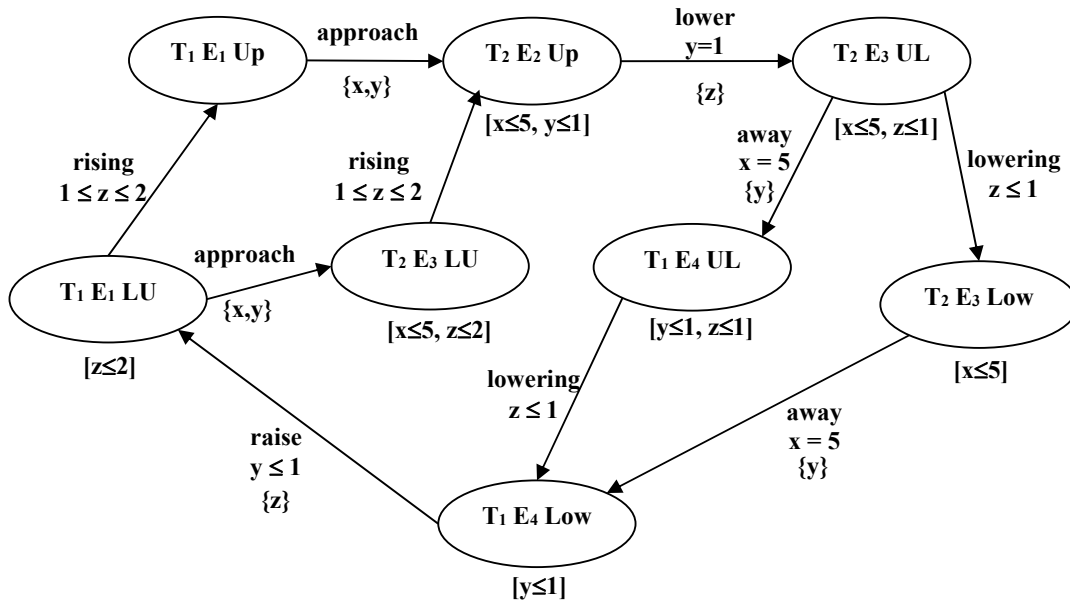 approach
lower
y=1
T₁ E₁ Up
T₂ E₂ Up
T₂ E₃ UL
{x,y}
{z}
[x≤5, y≤1]
[x≤5, z≤1]
rising
1 ≤ z ≤ 2
rising
1 ≤ z ≤ 2
away
x = 5
{y}
lowering
z ≤ 1
approach
T₁ E₁ LU
T₂ E₃ LU
T₁ E₄ UL
T₂ E₃ Low
{x,y}
[z≤2]
[x≤5, z≤2]
[y≤1, z≤1]
[x≤5]
lowering
z ≤ 1
away
x = 5
{y}
raise
y ≤ 1
{z}
T₁ E₄ Low
[y≤1]